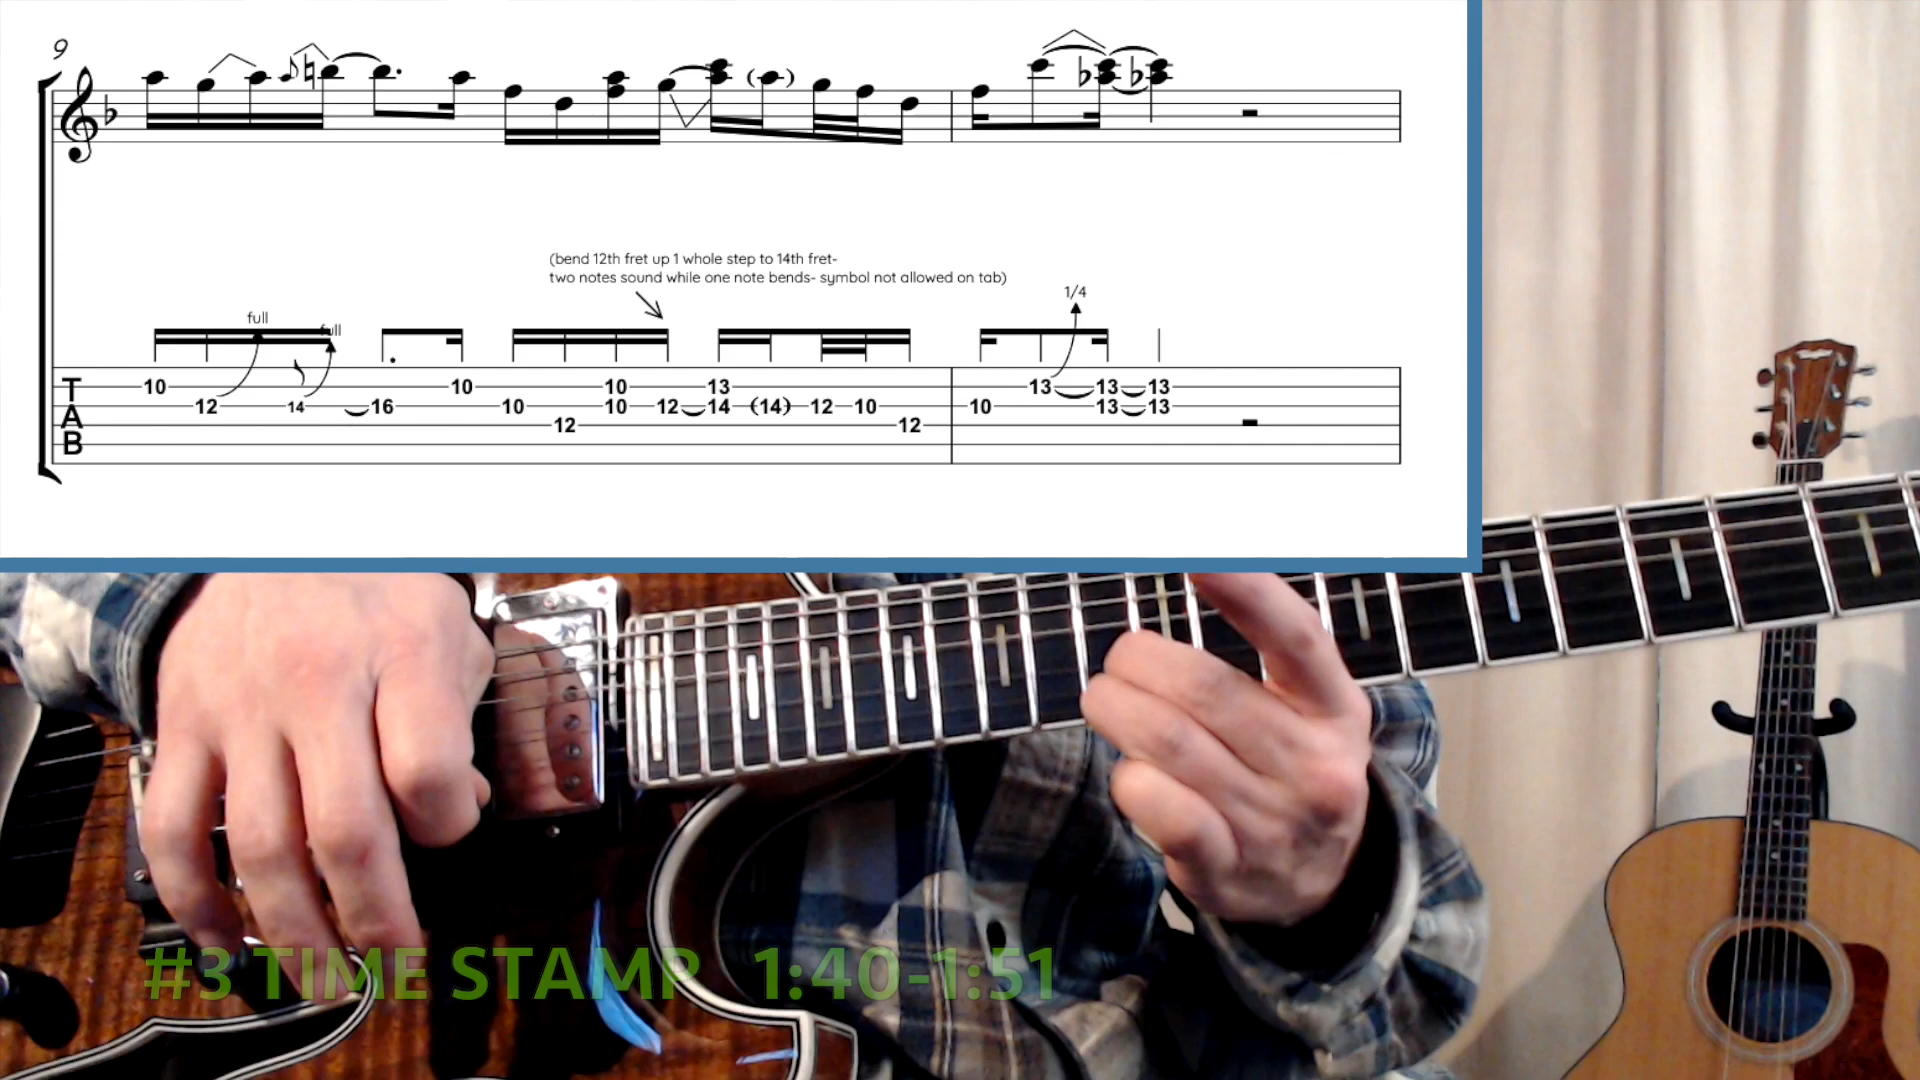 9
(bend 12th fret up 1 whole step to 14th fret-
two notes sound while one note bends- symbol not allowed on tab)
1/4
full
full
T 10 10 10 13 13 13 13
A 12 14 16 10 10 12 14 (14) 12 10 10 13 13
B 12 12
#3 TIME STAMP 1:40-1:51